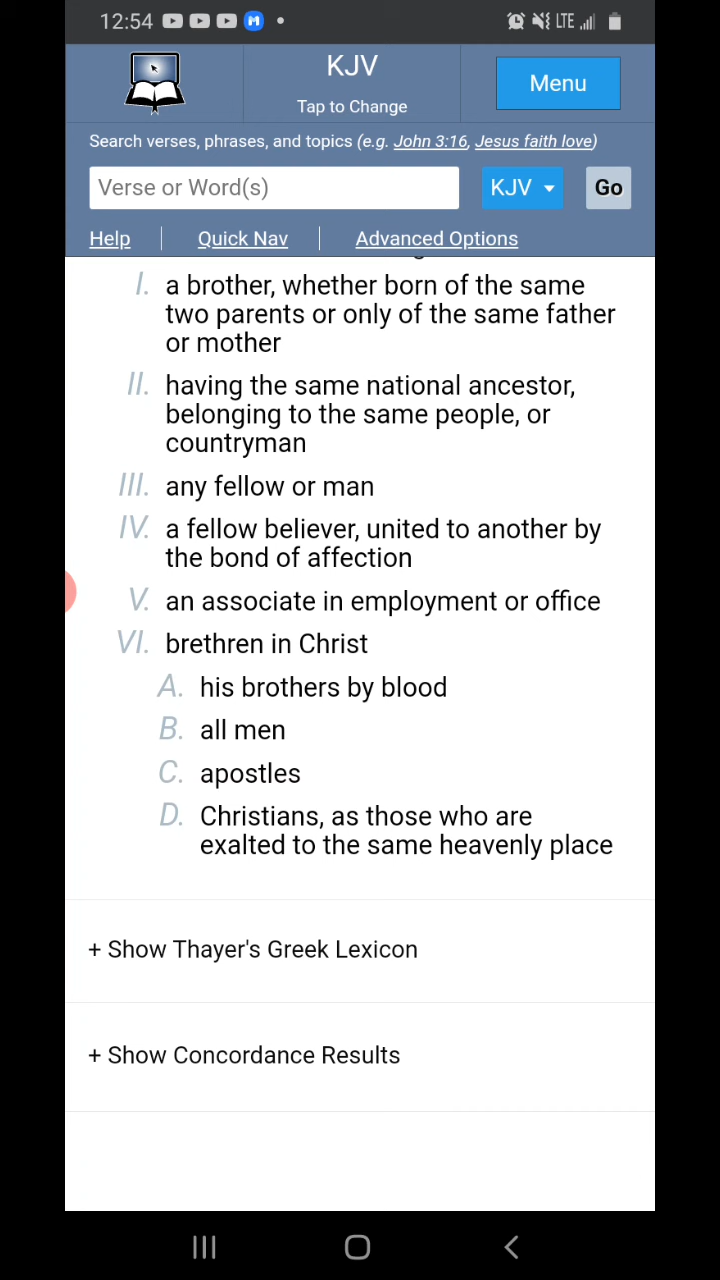 12:54
LTE
KJV
Tap to Change
Menu
Search verses, phrases, and topics (e.g. John 3:16, Jesus faith love)
Verse or Word(s)
KJV
Go
Help
Quick Nav
Advanced Options
I. a brother, whether born of the same
two parents or only of the same father
or mother
II. having the same national ancestor,
belonging to the same people, or
countryman
III. any fellow or man
IV. a fellow believer, united to another by
the bond of affection
V. an associate in employment or office
VI. brethren in Christ
A. his brothers by blood
B. all men
C. apostles
D. Christians, as those who are
exalted to the same heavenly place
+ Show Thayer's Greek Lexicon
+ Show Concordance Results